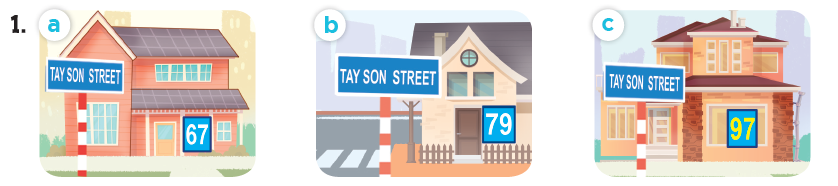 1. a b c
TAY SON STREET TAY SON STREET TAY SON STREET
67 79 97